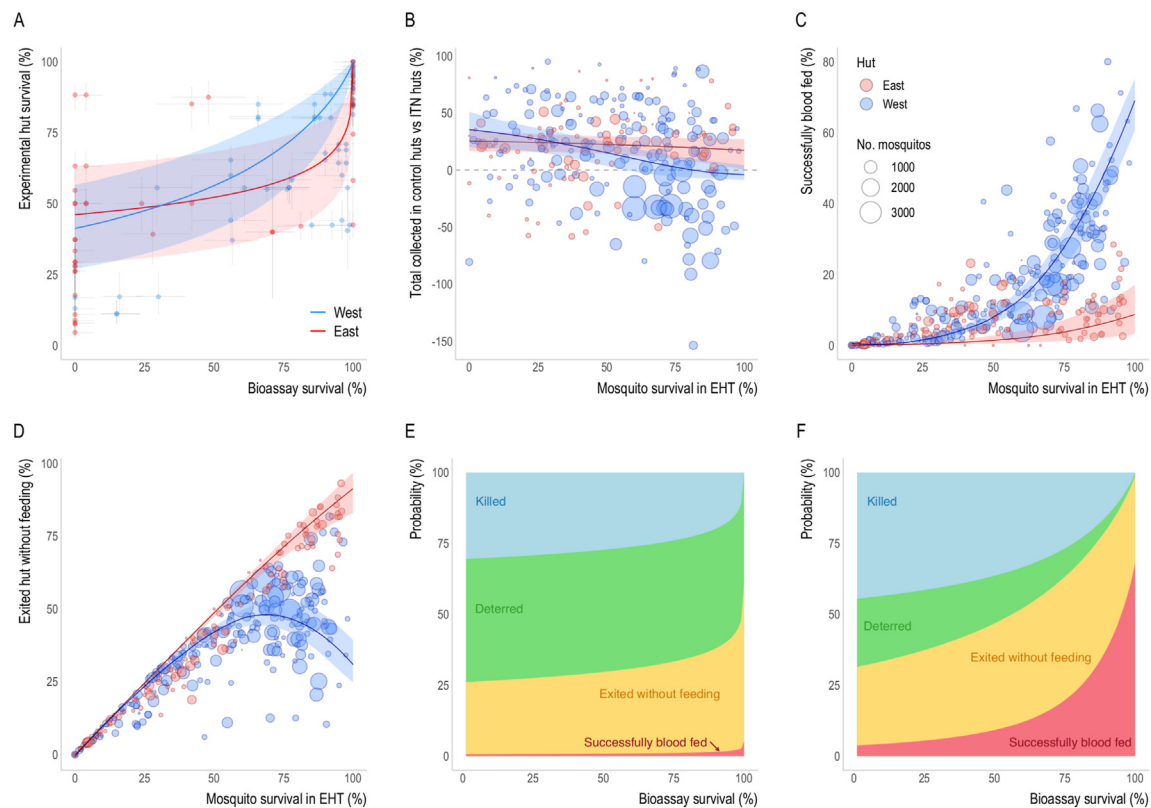 A
Experimental hut survival (%)
100
75
50
25
0
West
East
0
25
50
75
100
Bioassay survival (%)
B
Total collected in control huts vs ITN huts (%)
100
50
0
-50
-100
-150
0
25
50
75
100
Mosquito survival in EHT (%)
C
Successfully blood fed (%)
80
60
40
20
0
Hut
East
West
No. mosquitos
1000
2000
3000
0
25
50
75
100
Mosquito survival in EHT (%)
D
Exited hut without feeding (%)
100
75
50
25
0
0
25
50
75
100
Mosquito survival in EHT (%)
E
Probability (%)
100
75
50
25
0
Killed
Deterred
Exited without feeding
Successfully blood fed
0
25
50
75
100
Bioassay survival (%)
F
Probability (%)
100
75
50
25
0
Killed
Deterred
Exited without feeding
Successfully blood fed
0
25
50
75
100
Bioassay survival (%)